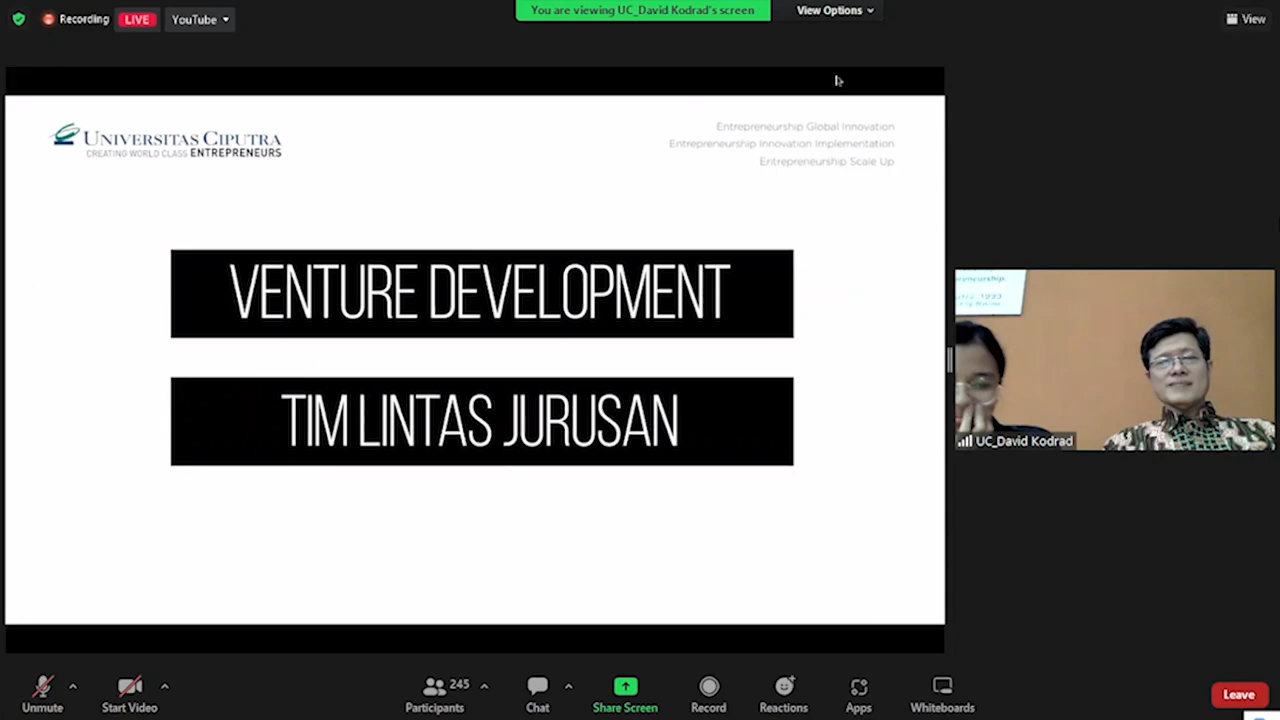 Recording
LIVE
YouTube
You are viewing UC_David Kodrad's screen
View Options
View
UNIVERSITAS CIPUTRA
CREATING WORLD CLASS ENTREPRENEURS
Entrepreneurship Global Innovation
Entrepreneurship Innovation Implementation
Entrepreneurship Scale Up
VENTURE DEVELOPMENT
TIM LINTAS JURUSAN
UC_David Kodrad
Unmute
Start Video
245
Participants
Chat
Share Screen
Record
Reactions
Apps
Whiteboards
Leave